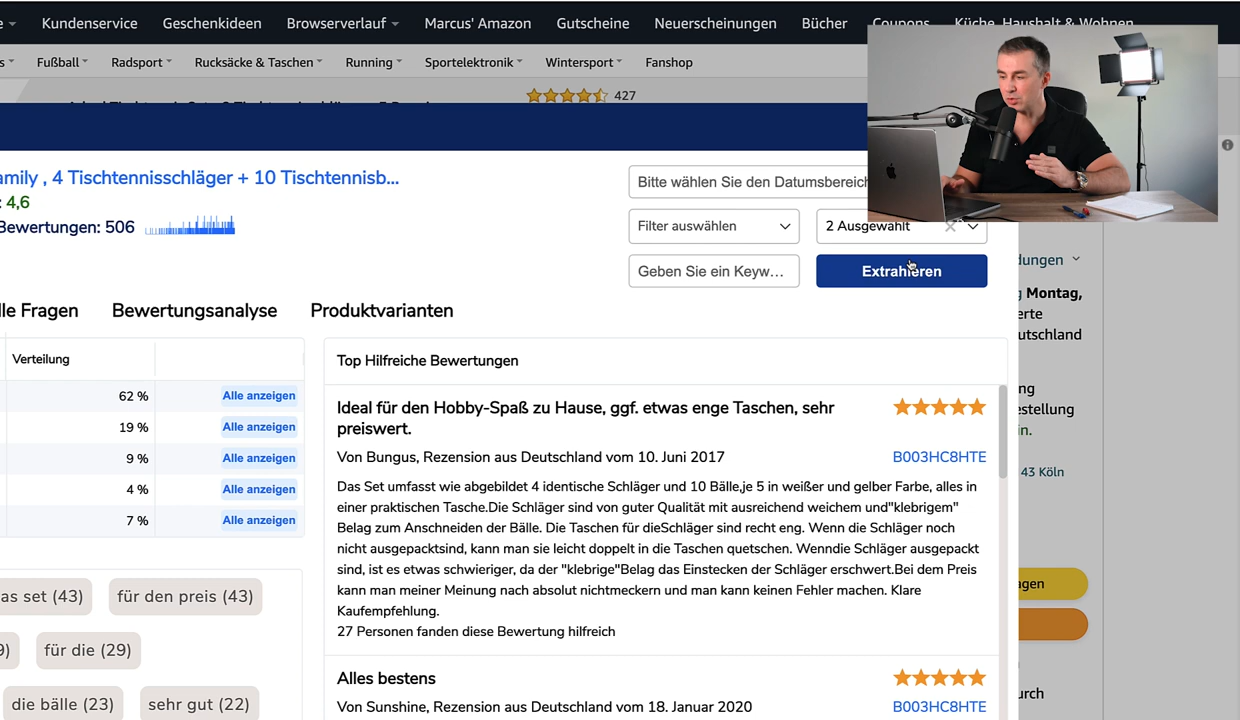 Kundenservice Geschenkideen Browserverlauf Marcus' Amazon Gutscheine Neuerscheinungen Bücher Coupons Küche, Haushalt & Wohnen
Fußball Radsport Rucksäcke & Taschen Running Sportelektronik Wintersport Fanshop
427
amily , 4 Tischtennisschläger + 10 Tischtennisb...
: 4,6
Bewertungen: 506
Bitte wählen Sie den Datumsbereich
Filter auswählen
2 Ausgewählt
Geben Sie ein Keyw...
Extrahieren
dungen
g Montag,
erte
utschland
lle Fragen Bewertungsanalyse Produktvarianten
Verteilung
62 % Alle anzeigen
19 % Alle anzeigen
9 % Alle anzeigen
4 % Alle anzeigen
7 % Alle anzeigen
as set (43) für den preis (43)
9) für die (29)
die bälle (23) sehr gut (22)
Top Hilfreiche Bewertungen
Ideal für den Hobby-Spaß zu Hause, ggf. etwas enge Taschen, sehr
preiswert.
Von Bungus, Rezension aus Deutschland vom 10. Juni 2017 B003HC8HTE
Das Set umfasst wie abgebildet 4 identische Schläger und 10 Bälle,je 5 in weißer und gelber Farbe, alles in
einer praktischen Tasche.Die Schläger sind von guter Qualität mit ausreichend weichem und"klebrigem"
Belag zum Anschneiden der Bälle. Die Taschen für dieSchläger sind recht eng. Wenn die Schläger noch
nicht ausgepacktsind, kann man sie leicht doppelt in die Taschen quetschen. Wenndie Schläger ausgepackt
sind, ist es etwas schwieriger, da der "klebrige"Belag das Einstecken der Schläger erschwert.Bei dem Preis
kann man meiner Meinung nach absolut nichtmeckern und man kann keinen Fehler machen. Klare
Kaufempfehlung.
27 Personen fanden diese Bewertung hilfreich
Alles bestens
Von Sunshine, Rezension aus Deutschland vom 18. Januar 2020 B003HC8HTE
ng
estellung
in.
43 Köln
agen
urch